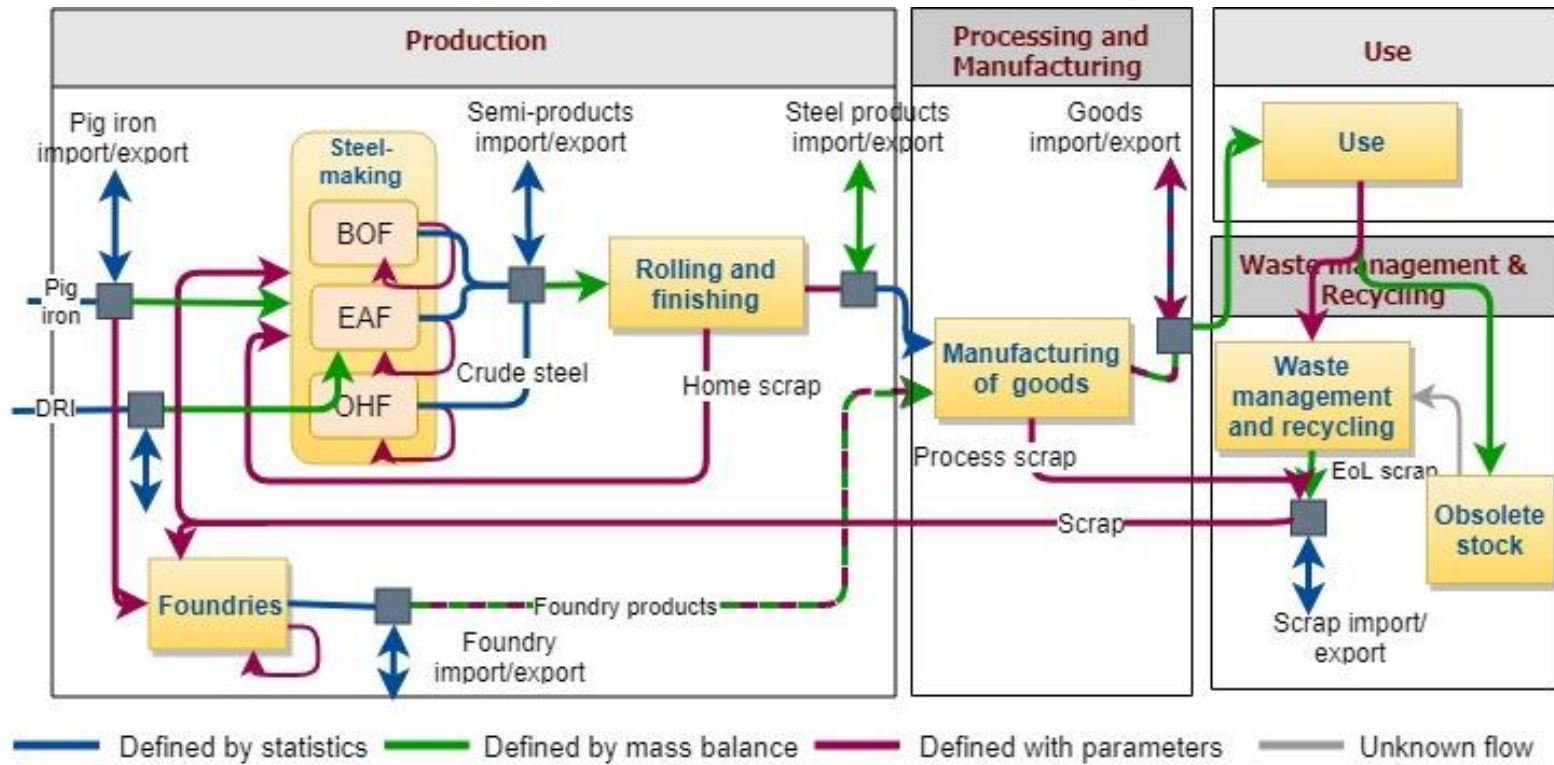 Production
Processing and
Manufacturing
Use
Pig iron
import/export
Semi-products
import/export
Steel products
import/export
Goods
import/export
Steel-
making
BOF
EAF
OHF
Use
Pig
iron
DRI
Rolling and
finishing
Crude steel
Home scrap
Waste management &
Recycling
Manufacturing
of goods
Waste
management
and recycling
Process scrap
EoL scrap
Scrap
Obsolete
stock
Foundries
Foundry products
Foundry
import/export
Scrap import/
export
Defined by statistics
Defined by mass balance
Defined with parameters
Unknown flow